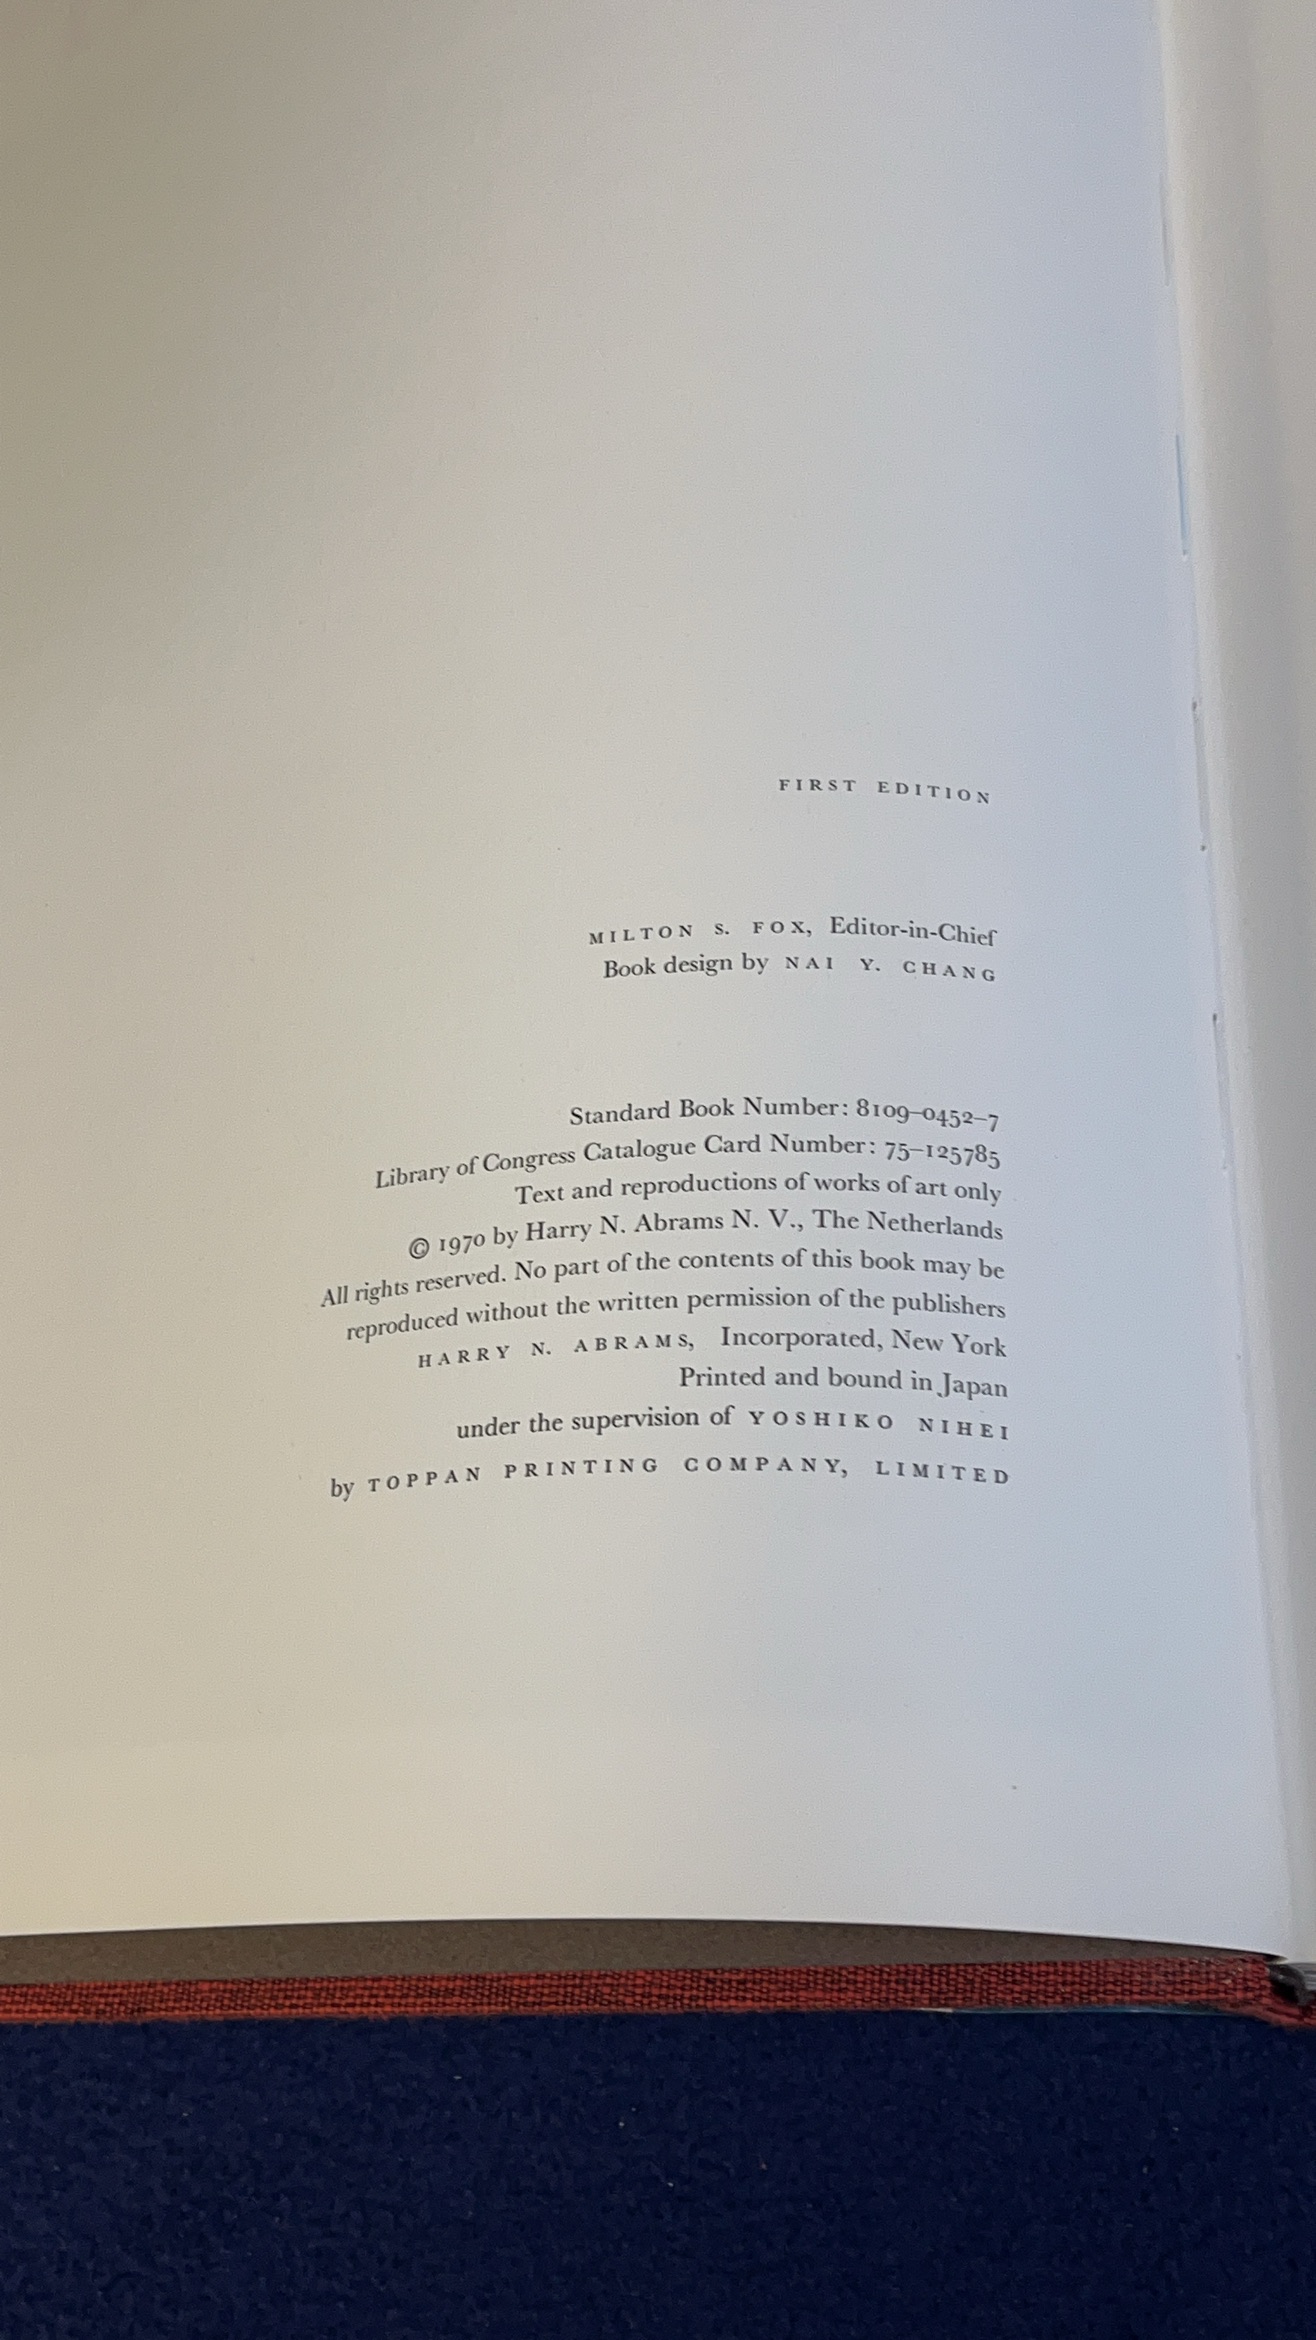 FIRST EDITION
MILTON S. FOX, Editor-in-Chief
Book design by NAI Y. CHANG
Standard Book Number: 8109–0452–7
Library of Congress Catalogue Card Number: 75–125785
Text and reproductions of works of art only
© 1970 by Harry N. Abrams N. V., The Netherlands
All rights reserved. No part of the contents of this book may be
reproduced without the written permission of the publishers
HARRY N. ABRAMS, Incorporated, New York
Printed and bound in Japan
under the supervision of YOSHIKO NIHEI
by TOPPAN PRINTING COMPANY, LIMITED